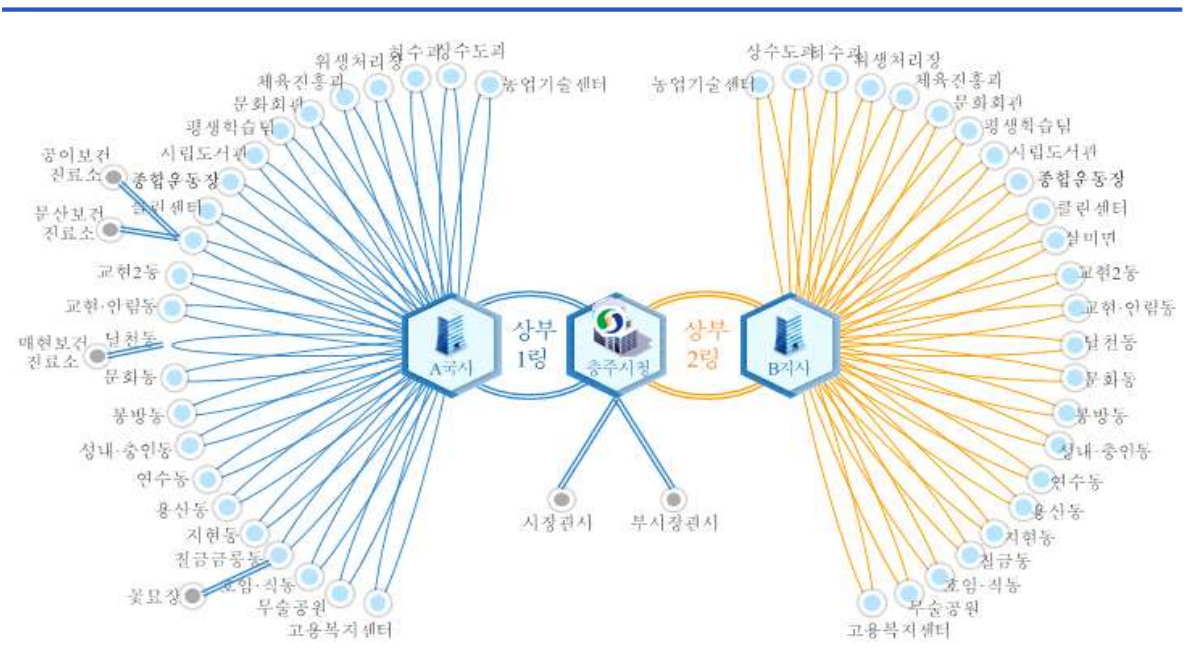 상수도과
하수과
위생처리장
체육진흥과
문화회관
평생학습팀
시립도서관
종합운동장
클린센터
농업기술센터
공이보건
진료소
문산보건
진료소
교현2동
교현·안림동
달천동
매현보건
진료소
문화동
봉방동
성내·충인동
연수동
용산동
지현동
칠금금릉동
꽃묘장
호암·직동
무술공원
고용복지센터
A국사
상부
1링
충주시청
상부
2링
B지사
시장관사
부시장관사
상수도과
하수과
위생처리장
농업기술센터
체육진흥과
문화회관
평생학습팀
시립도서관
종합운동장
클린센터
살미면
교현2동
교현·안림동
달천동
문화동
봉방동
성내·충인동
연수동
용산동
지현동
칠금동
호암·직동
무술공원
고용복지센터